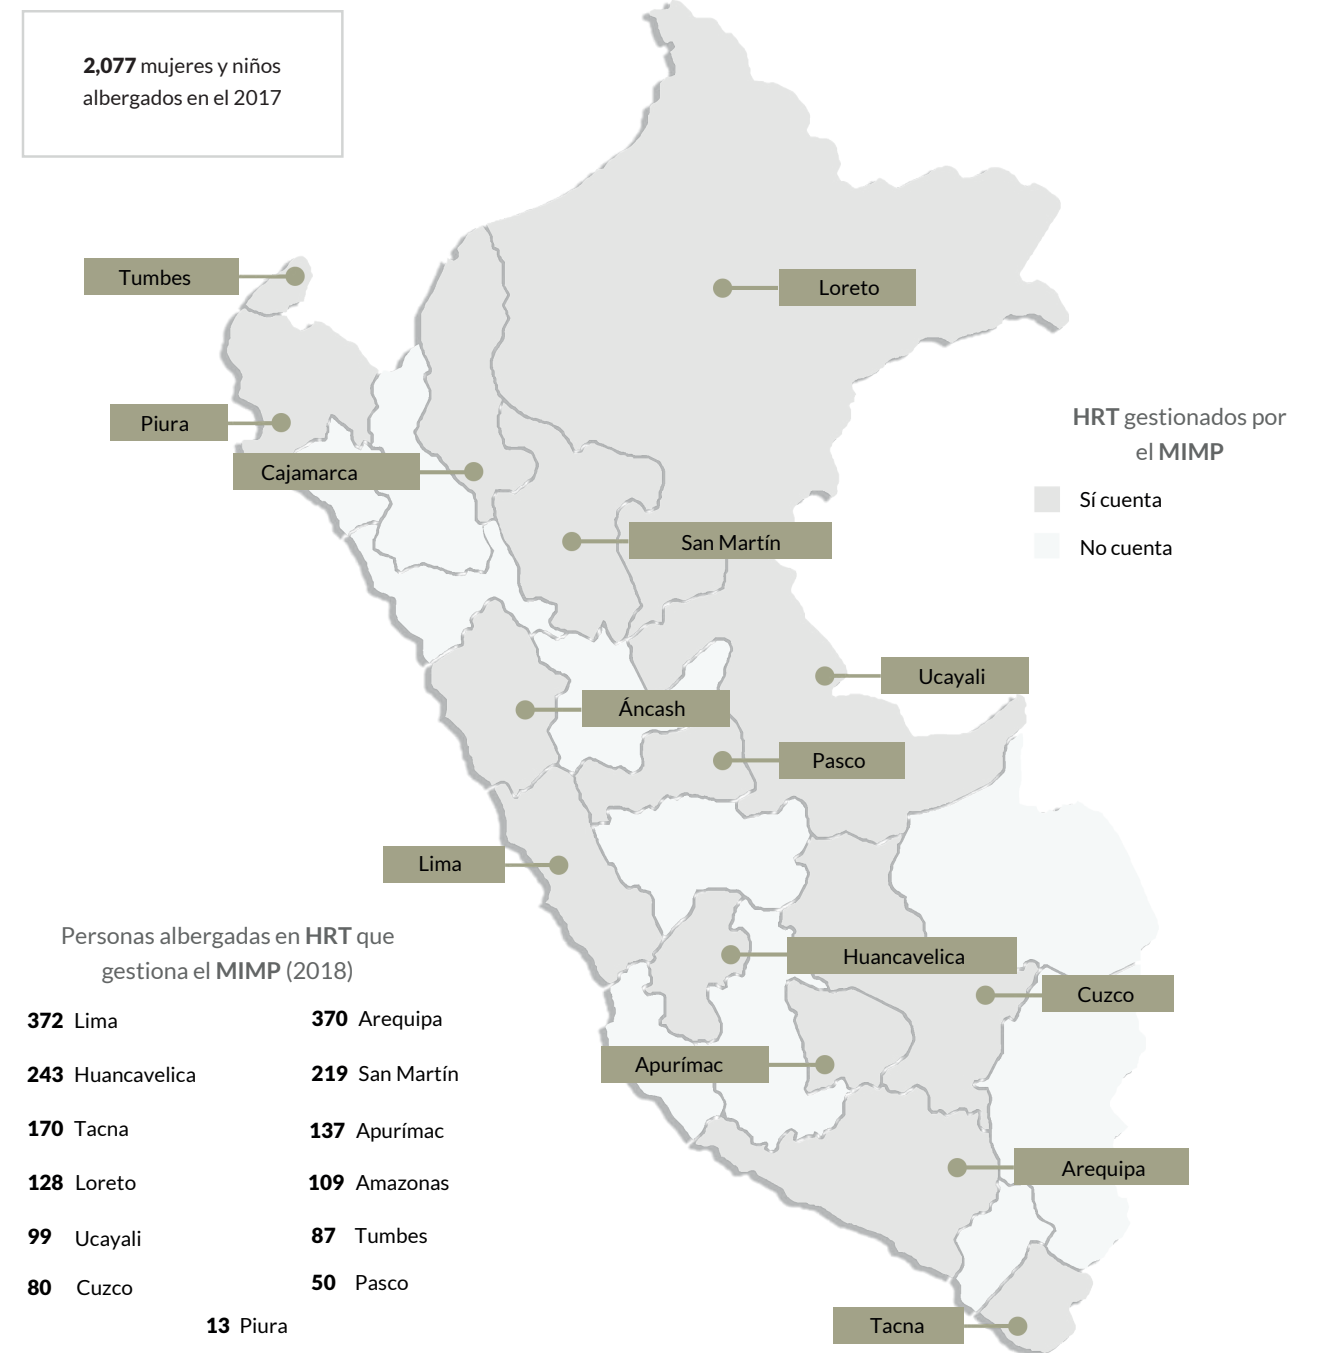 2,077 mujeres y niños
albergados en el 2017
Tumbes
Loreto
Piura
Cajamarca
HRT gestionados por
el MIMP
Sí cuenta
No cuenta
San Martín
Ucayali
Áncash
Pasco
Lima
Huancavelica
Cuzco
Apurímac
Arequipa
Tacna
Personas albergadas en HRT que
gestiona el MIMP (2018)
372 Lima
370 Arequipa
243 Huancavelica
219 San Martín
170 Tacna
137 Apurímac
128 Loreto
109 Amazonas
99 Ucayali
87 Tumbes
80 Cuzco
50 Pasco
13 Piura